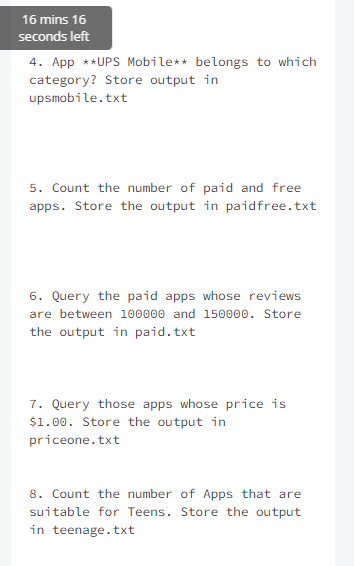 16 mins 16
seconds left
4. App **UPS Mobile** belongs to which
category? Store output in
upsmobile.txt
5. Count the number of paid and free
apps. Store the output in paidfree.txt
6. Query the paid apps whose reviews
are between 100000 and 150000. Store
the output in paid.txt
7. Query those apps whose price is
$1.00. Store the output in
priceone.txt
8. Count the number of Apps that are
suitable for Teens. Store the output
in teenage.txt